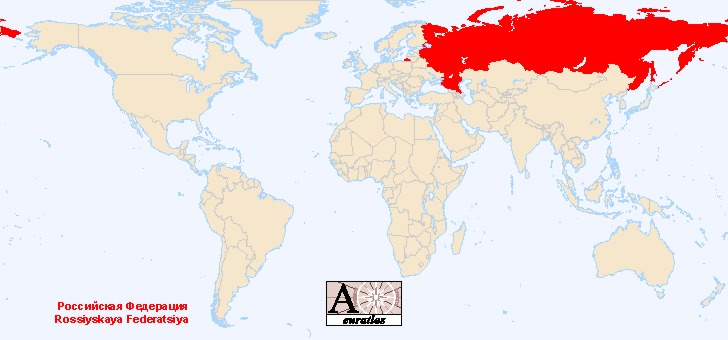 Российская Федерация
Rossiyskaya Federatsiya
A
euratlas